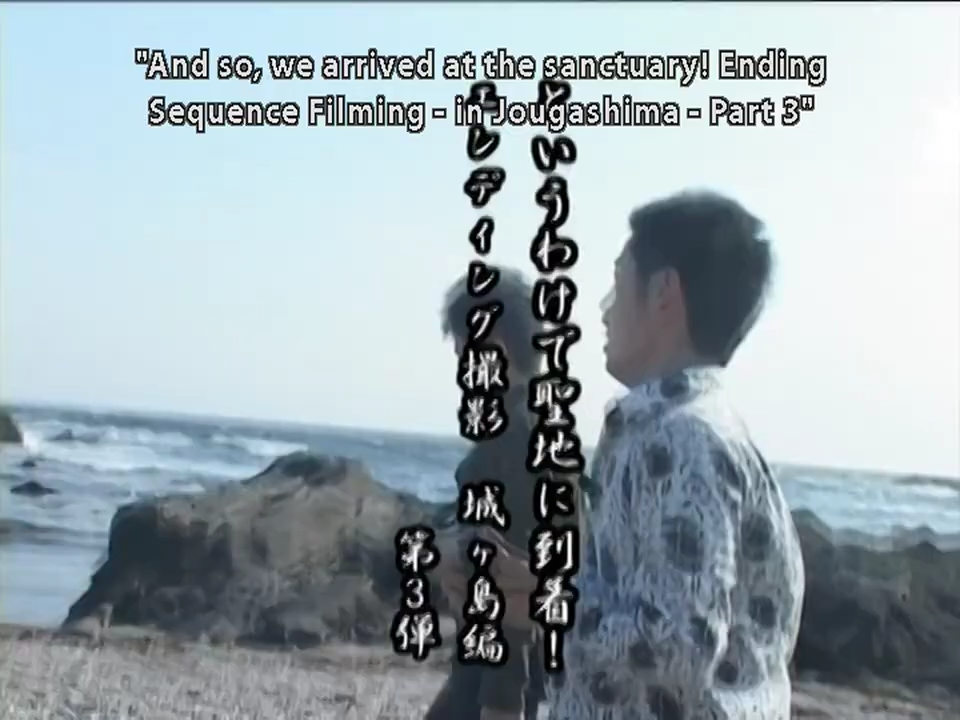 "And so, we arrived at the sanctuary! Ending
Sequence Filming - in Jougashima - Part 3"
というわけで聖地に到着!
エンディング撮影 城ヶ島編
第3弾